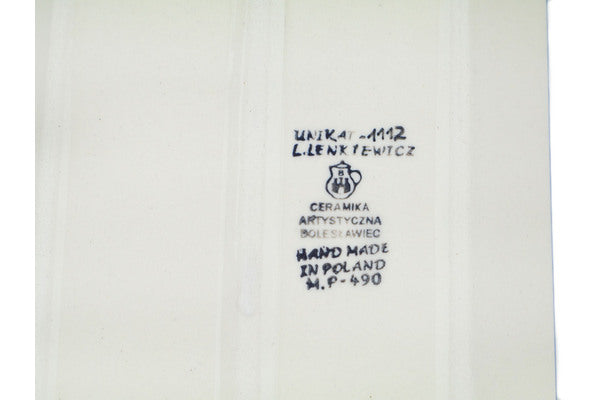 UNIKAT-1112
L.LENKIEWICZ
B
CERAMIKA
ARTYSTYCZNA
BOLESŁAWIEC
HAND MADE
IN POLAND
M.P-490